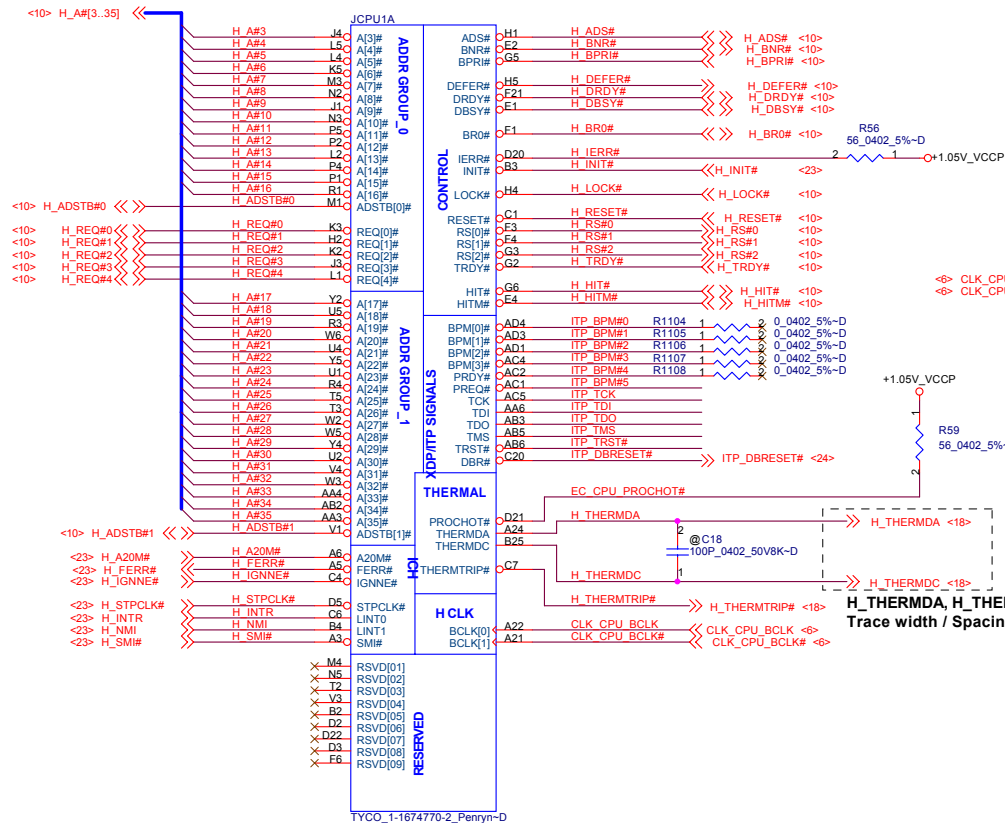 <10> H_A#[3..35]
JCPU1A
H_A#3 J4 A[3]#
H_A#4 L5 A[4]#
H_A#5 L4 A[5]#
H_A#6 K5 A[6]#
H_A#7 M3 A[7]#
H_A#8 N2 A[8]#
H_A#9 J1 A[9]#
H_A#10 N3 A[10]#
H_A#11 P5 A[11]#
H_A#12 P2 A[12]#
H_A#13 L2 A[13]#
H_A#14 P4 A[14]#
H_A#15 P1 A[15]#
H_A#16 R1 A[16]#
<10> H_ADSTB#0 H_ADSTB#0 M1 ADSTB[0]#
<10> H_REQ#0 H_REQ#0 K3 REQ[0]#
<10> H_REQ#1 H_REQ#1 H2 REQ[1]#
<10> H_REQ#2 H_REQ#2 K2 REQ[2]#
<10> H_REQ#3 H_REQ#3 J3 REQ[3]#
<10> H_REQ#4 H_REQ#4 L1 REQ[4]#
ADDR GROUP_0
H_A#17 Y2 A[17]#
H_A#18 U5 A[18]#
H_A#19 R3 A[19]#
H_A#20 W6 A[20]#
H_A#21 U4 A[21]#
H_A#22 Y5 A[22]#
H_A#23 U1 A[23]#
H_A#24 R4 A[24]#
H_A#25 T5 A[25]#
H_A#26 T3 A[26]#
H_A#27 W2 A[27]#
H_A#28 W5 A[28]#
H_A#29 Y4 A[29]#
H_A#30 U2 A[30]#
H_A#31 V4 A[31]#
H_A#32 W3 A[32]#
H_A#33 AA4 A[33]#
H_A#34 AB2 A[34]#
H_A#35 AA3 A[35]#
<10> H_ADSTB#1 H_ADSTB#1 V1 ADSTB[1]#
ADDR GROUP_1
<23> H_A20M# H_A20M# A6 A20M#
<23> H_FERR# H_FERR# A5 FERR#
<23> H_IGNNE# H_IGNNE# C4 IGNNE#
ICH
<23> H_STPCLK# H_STPCLK# D5 STPCLK#
<23> H_INTR H_INTR C6 LINT0
<23> H_NMI H_NMI B4 LINT1
<23> H_SMI# H_SMI# A3 SMI#
M4 RSVD[01]
N5 RSVD[02]
T2 RSVD[03]
V3 RSVD[04]
B2 RSVD[05]
D2 RSVD[06]
D22 RSVD[07]
D3 RSVD[08]
F6 RSVD[09]
RESERVED
TYCO_1-1674770-2_Penryn~D
CONTROL
ADS# H1 H_ADS# H_ADS# <10>
BNR# E2 H_BNR# H_BNR# <10>
BPRI# G5 H_BPRI# H_BPRI# <10>
DEFER# H5 H_DEFER# H_DEFER# <10>
DRDY# F21 H_DRDY# H_DRDY# <10>
DBSY# E1 H_DBSY# H_DBSY# <10>
BR0# F1 H_BR0# H_BR0# <10>
R56
56_0402_5%~D
IERR# D20 H_IERR# 2 1 +1.05V_VCCP
INIT# B3 H_INIT# H_INIT# <23>
LOCK# H4 H_LOCK# H_LOCK# <10>
RESET# C1 H_RESET# H_RESET# <10>
RS[0]# F3 H_RS#0 H_RS#0 <10>
RS[1]# F4 H_RS#1 H_RS#1 <10>
RS[2]# G3 H_RS#2 H_RS#2 <10>
TRDY# G2 H_TRDY# H_TRDY# <10>
HIT# G6 H_HIT# H_HIT# <10>
HITM# E4 H_HITM# H_HITM# <10>
<6> CLK_CPU
<6> CLK_CPU
XDP/ITP SIGNALS
BPM[0]# AD4 ITP_BPM#0 R1104 1 2 0_0402_5%~D
BPM[1]# AD3 ITP_BPM#1 R1105 1 2 0_0402_5%~D
BPM[2]# AD1 ITP_BPM#2 R1106 1 2 0_0402_5%~D
BPM[3]# AC4 ITP_BPM#3 R1107 1 2 0_0402_5%~D
PRDY# AC2 ITP_BPM#4 R1108 1 2 0_0402_5%~D
PREQ# AC1 ITP_BPM#5
TCK AC5 ITP_TCK
TDI AA6 ITP_TDI
TDO AB3 ITP_TDO
TMS AB5 ITP_TMS
TRST# AB6 ITP_TRST#
DBR# C20 ITP_DBRESET# ITP_DBRESET# <24>
+1.05V_VCCP
1
R59
56_0402_5%~
2
THERMAL
PROCHOT# D21 EC_CPU_PROCHOT#
THERMDA A24 H_THERMDA H_THERMDA <18>
2
@C18
100P_0402_50V8K~D
1
THERMDC B25 H_THERMDC H_THERMDC <18>
THERMTRIP# C7 H_THERMTRIP# H_THERMTRIP# <18>
H CLK
BCLK[0] A22 CLK_CPU_BCLK CLK_CPU_BCLK <6>
BCLK[1] A21 CLK_CPU_BCLK# CLK_CPU_BCLK# <6>
H_THERMDA, H_THE
Trace width / Spacin